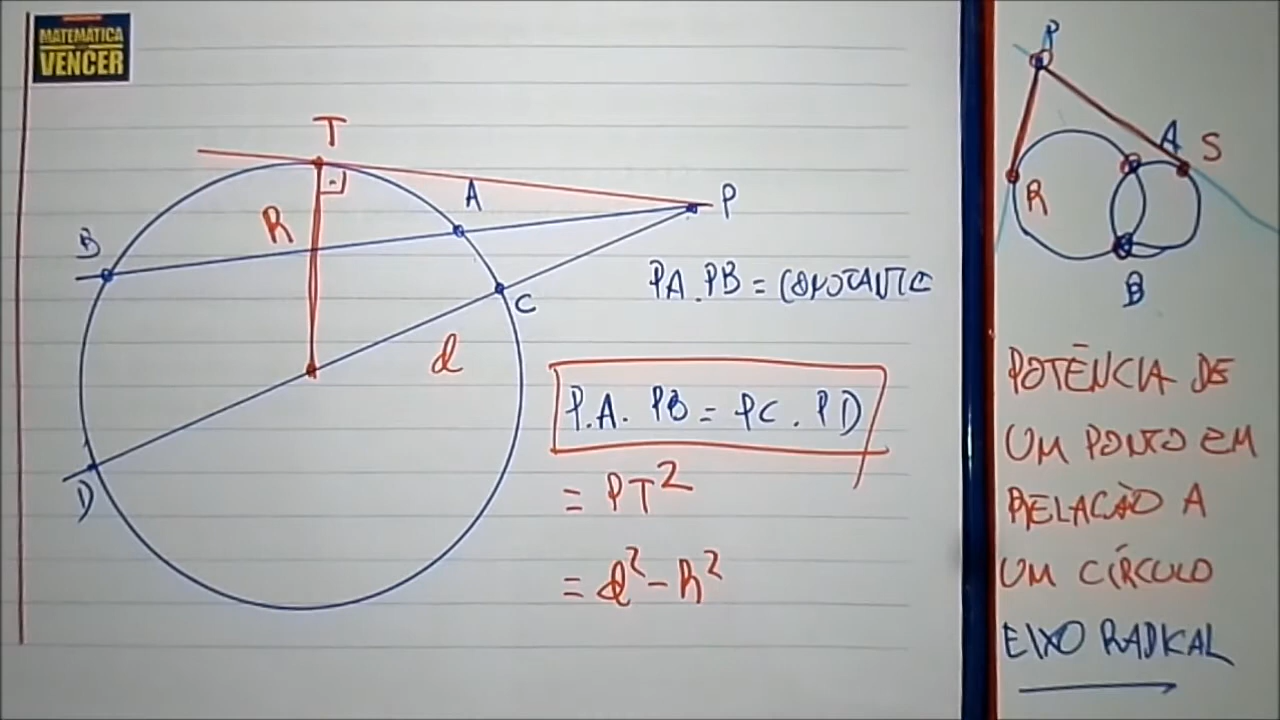 MATEMÁTICA
VENCER
T
R
A
B
P
C
D
d
PA.PB = CONSTANTE
P.A. PB = PC . PD
= PT²
= d² - R²
P
A
S
R
B
POTÊNCIA DE
UM PONTO EM
RELAÇÃO A
UM CÍRCULO
EIXO RADICAL